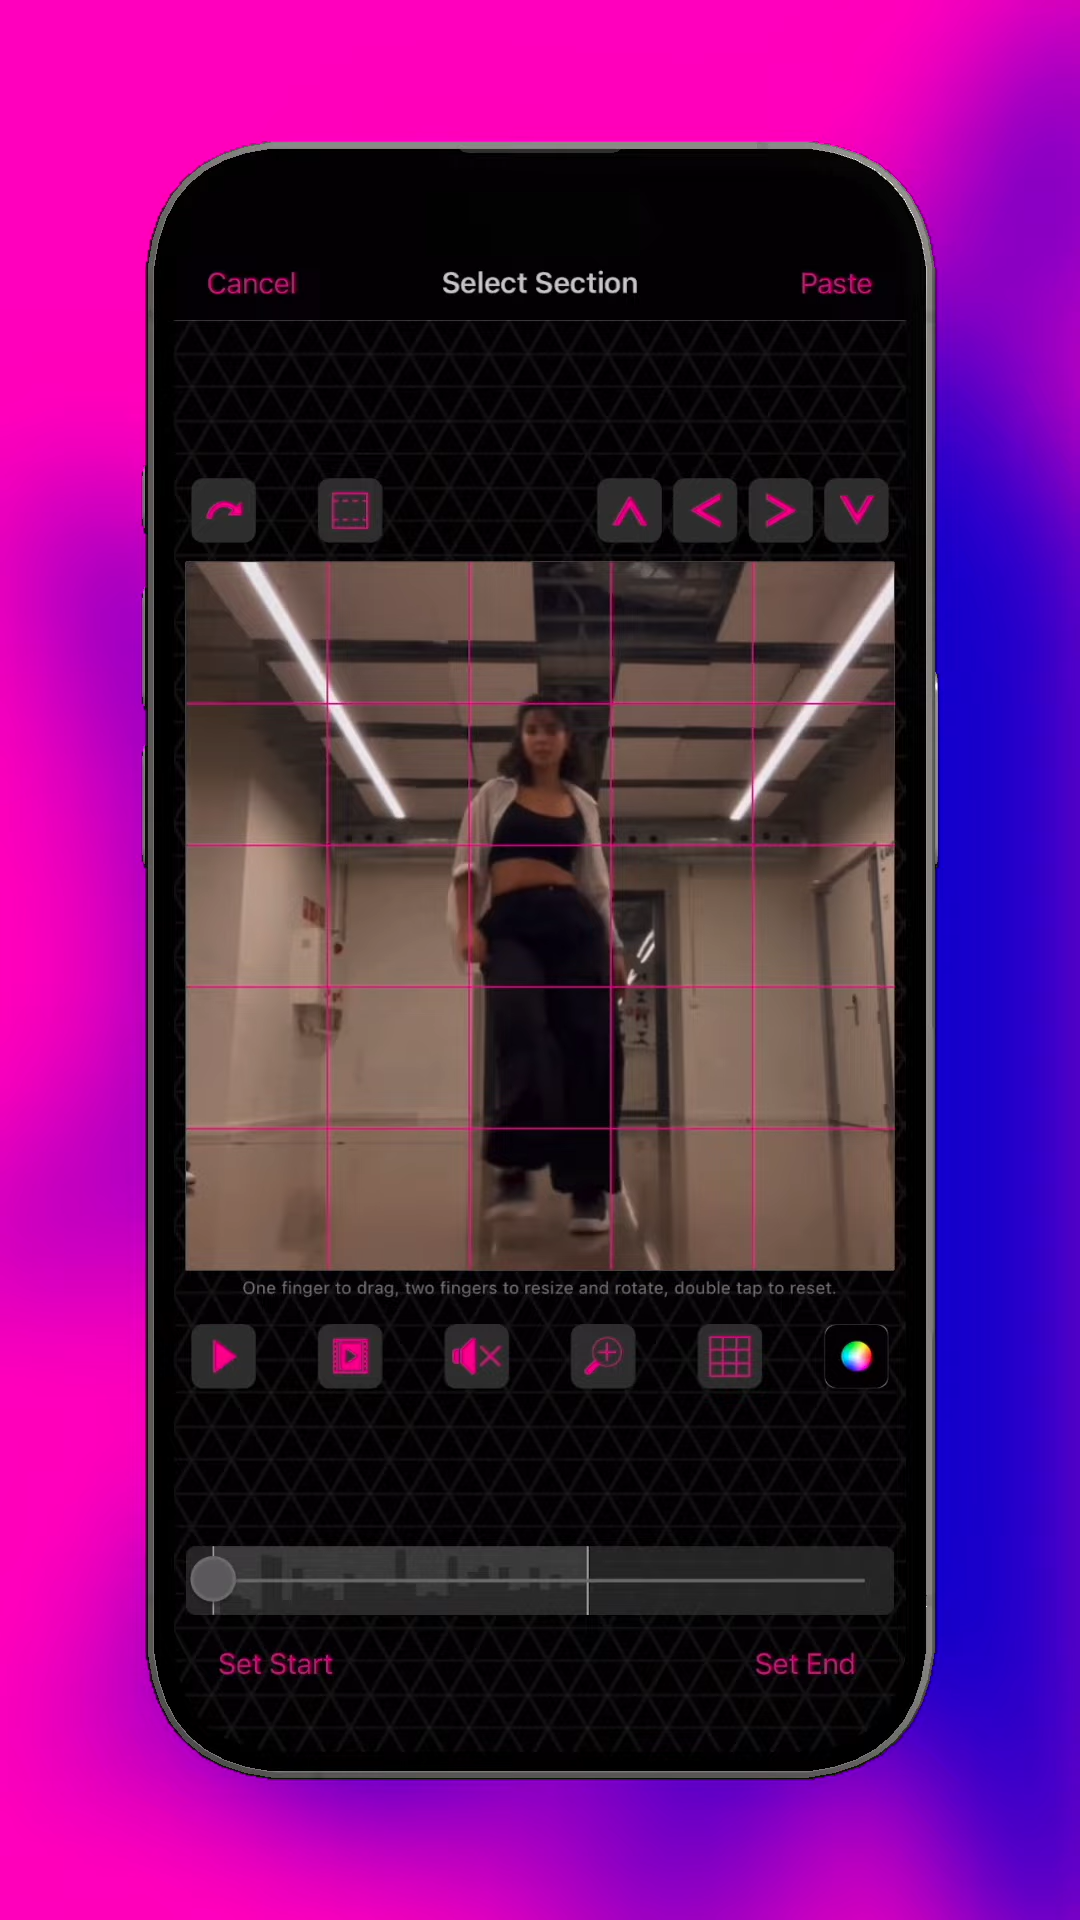 Cancel
Select Section
Paste
One finger to drag, two fingers to resize and rotate, double tap to reset.
Set Start
Set End